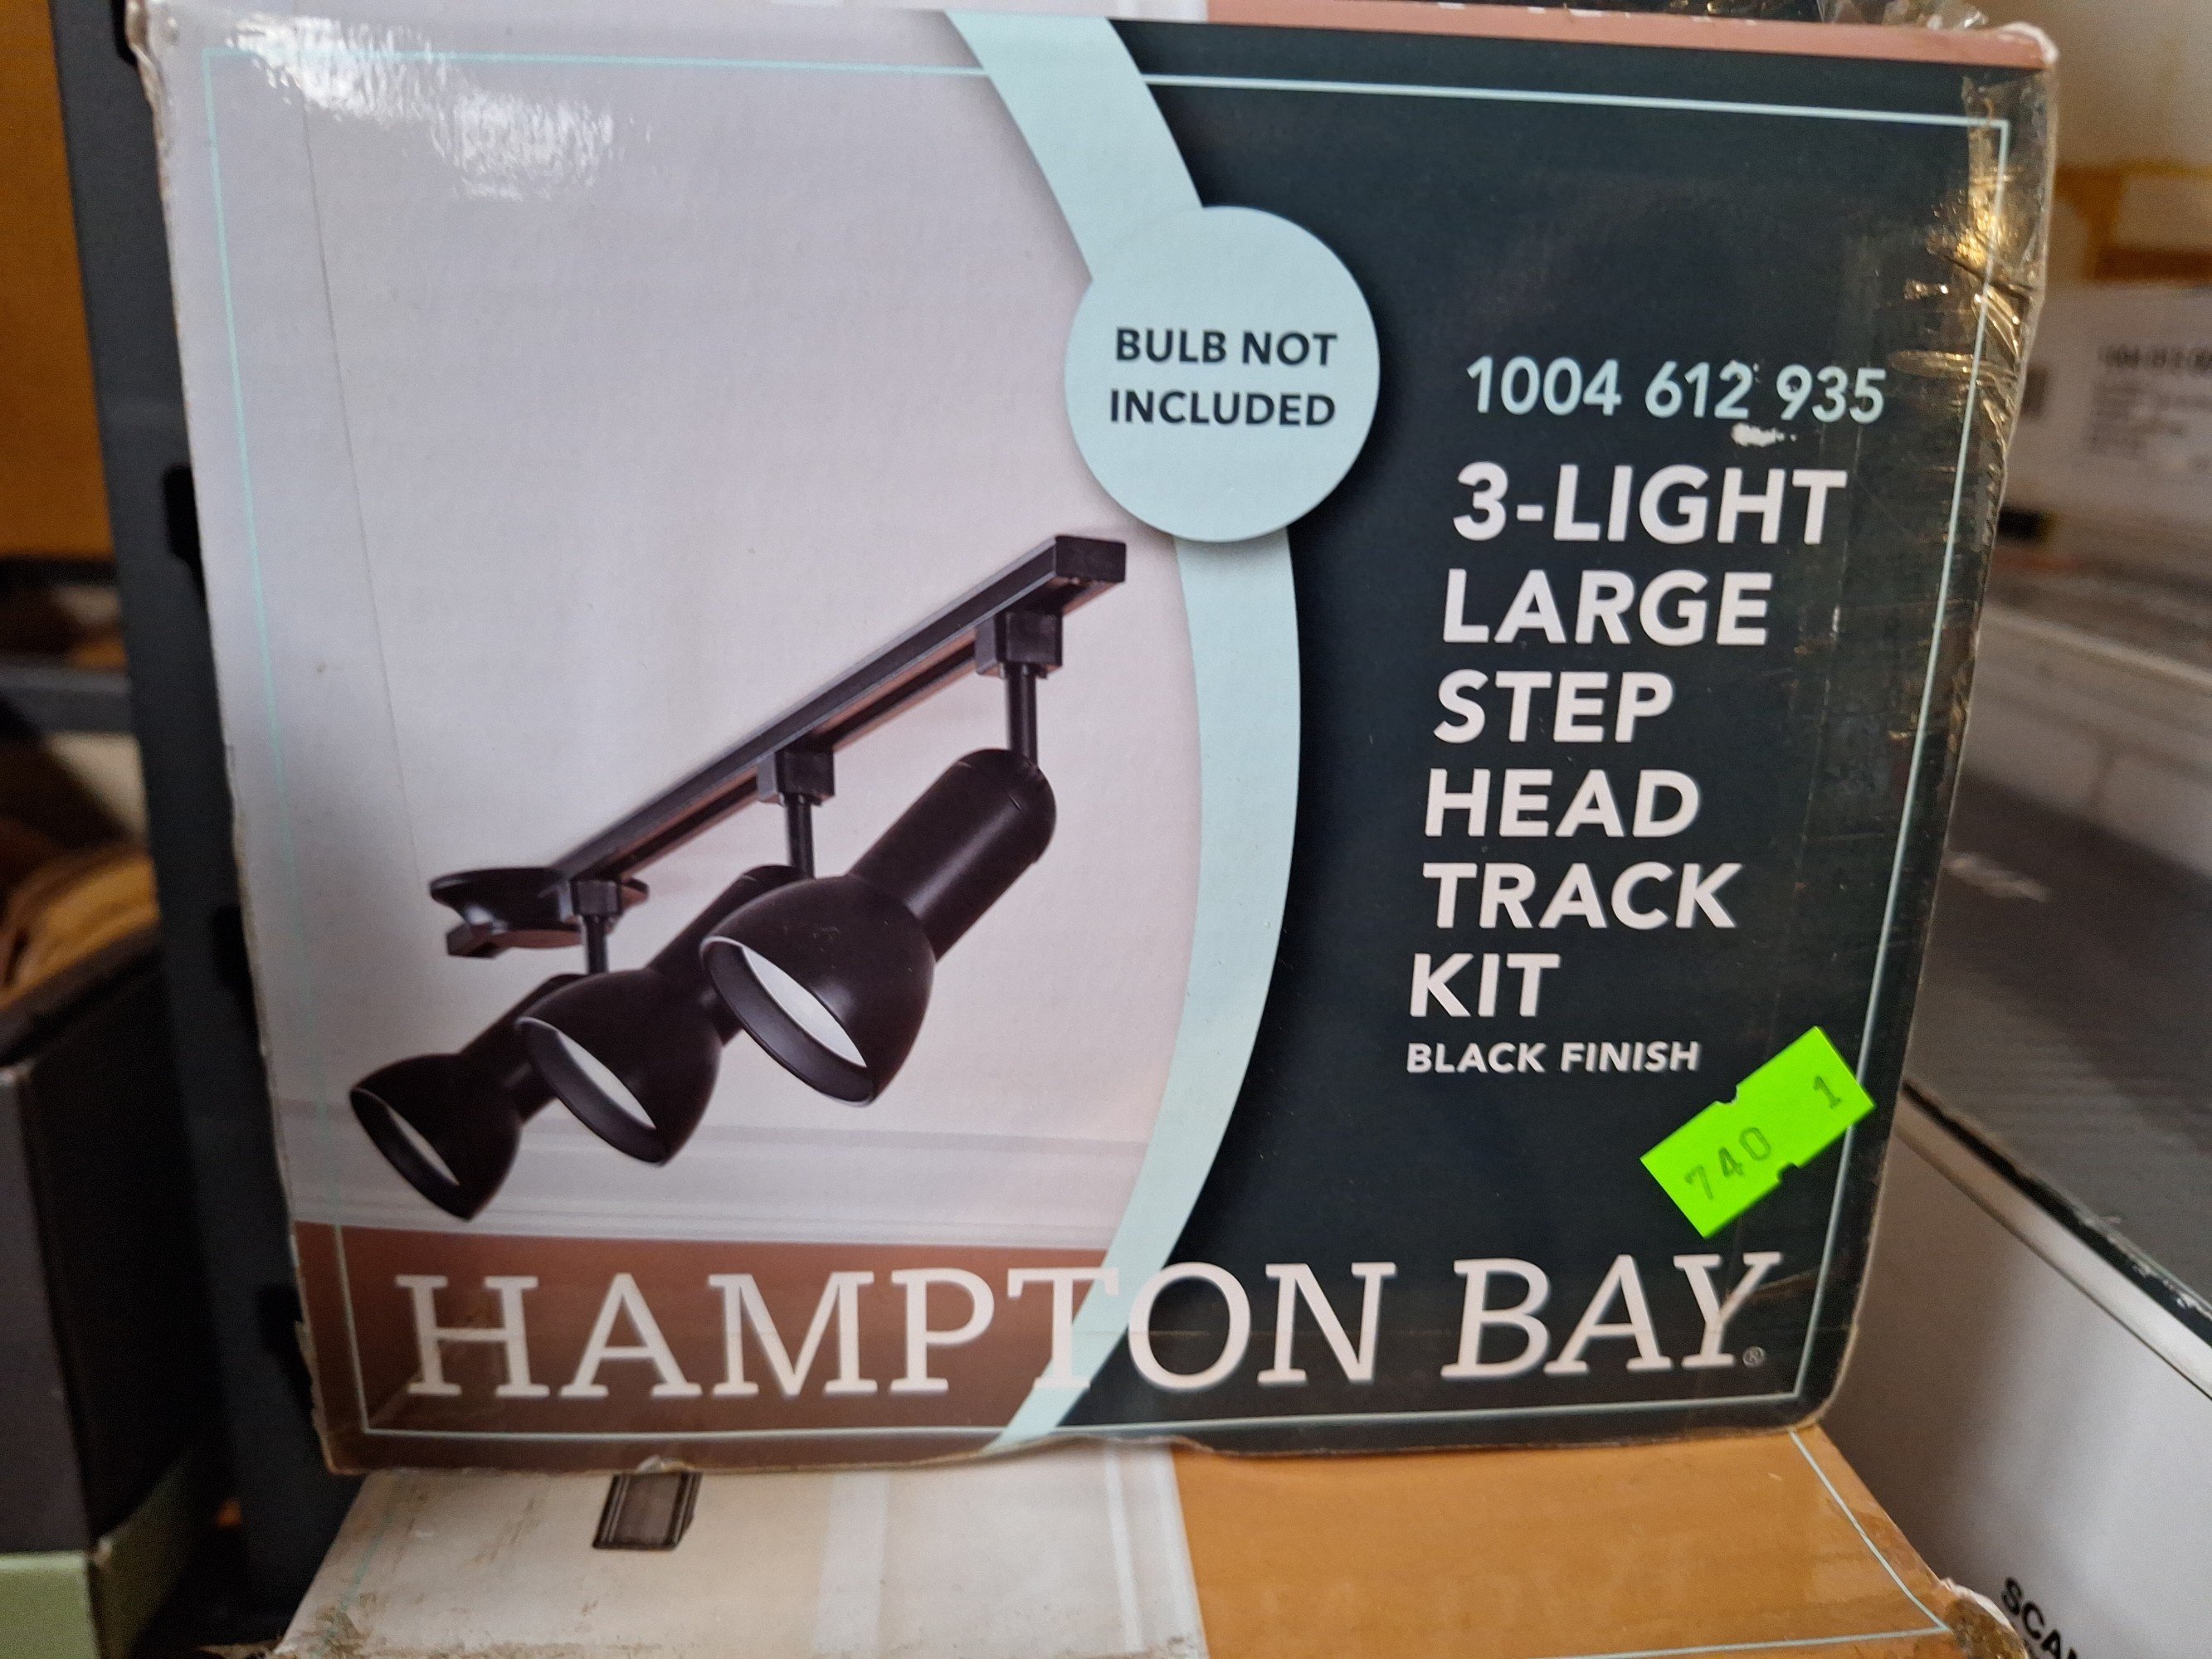 BULB NOT
INCLUDED
1004 612 935
3-LIGHT
LARGE
STEP
HEAD
TRACK
KIT
BLACK FINISH
740 1
HAMPTON BAY®